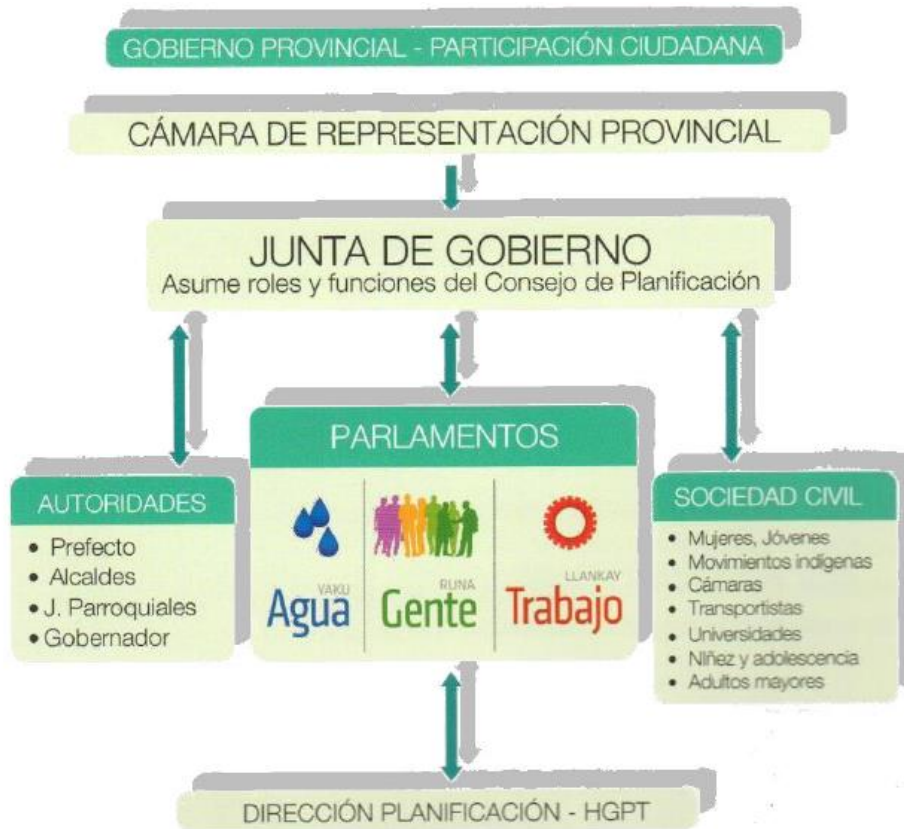 GOBIERNO PROVINCIAL - PARTICIPACIÓN CIUDADANA
CÁMARA DE REPRESENTACIÓN PROVINCIAL
JUNTA DE GOBIERNO
Asume roles y funciones del Consejo de Planificación
AUTORIDADES
• Prefecto
• Alcaldes
• J. Parroquiales
• Gobernador
PARLAMENTOS
YAKU
Agua
RUNA
Gente
LLANKAY
Trabajo
SOCIEDAD CIVIL
• Mujeres, Jóvenes
• Movimientos indígenas
• Cámaras
• Transportistas
• Universidades
• Niñez y adolescencia
• Adultos mayores
DIRECCIÓN PLANIFICACIÓN - HGPT